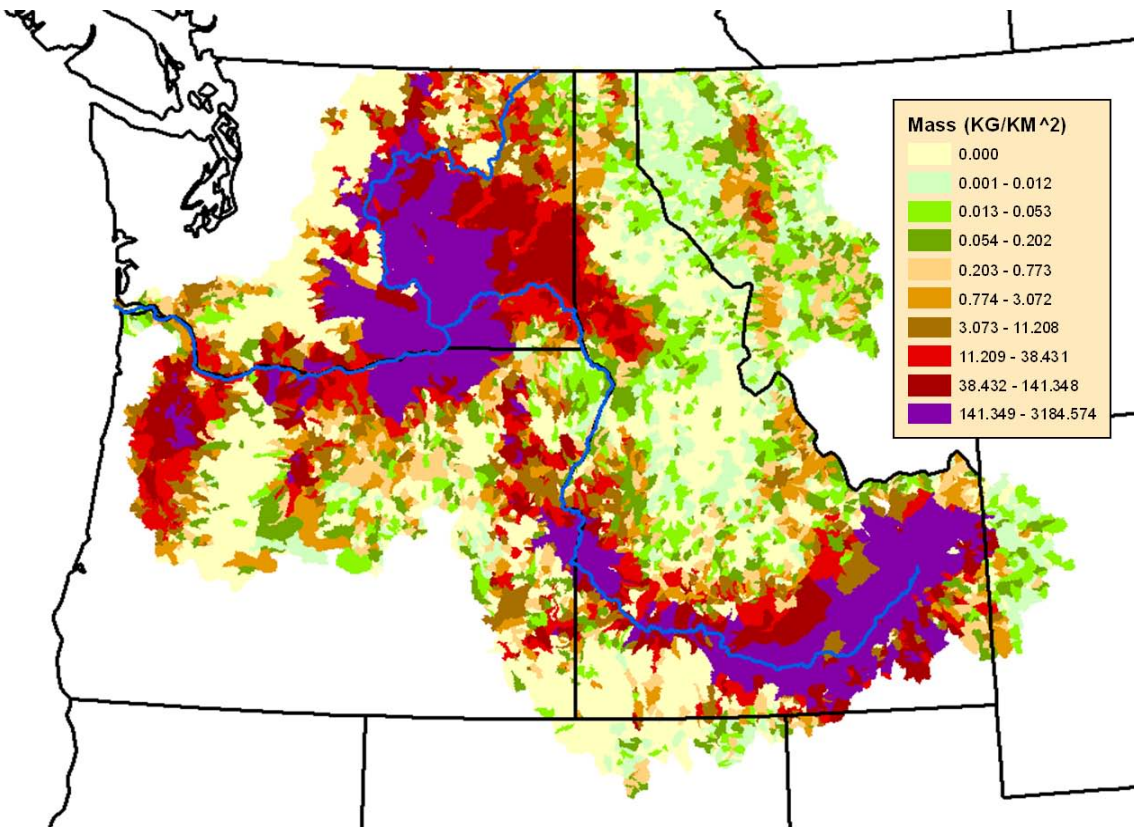 Mass (KG/KM^2)
0.000
0.001 - 0.012
0.013 - 0.053
0.054 - 0.202
0.203 - 0.773
0.774 - 3.072
3.073 - 11.208
11.209 - 38.431
38.432 - 141.348
141.349 - 3184.574